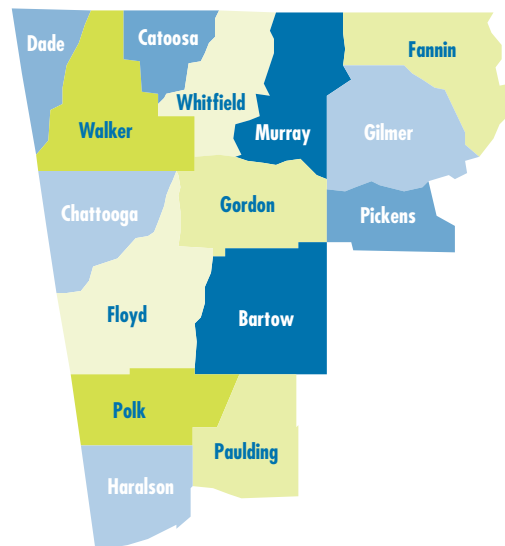 Dade
Catoosa
Fannin
Whitfield
Walker
Murray
Gilmer
Chattooga
Gordon
Pickens
Floyd
Bartow
Polk
Paulding
Haralson